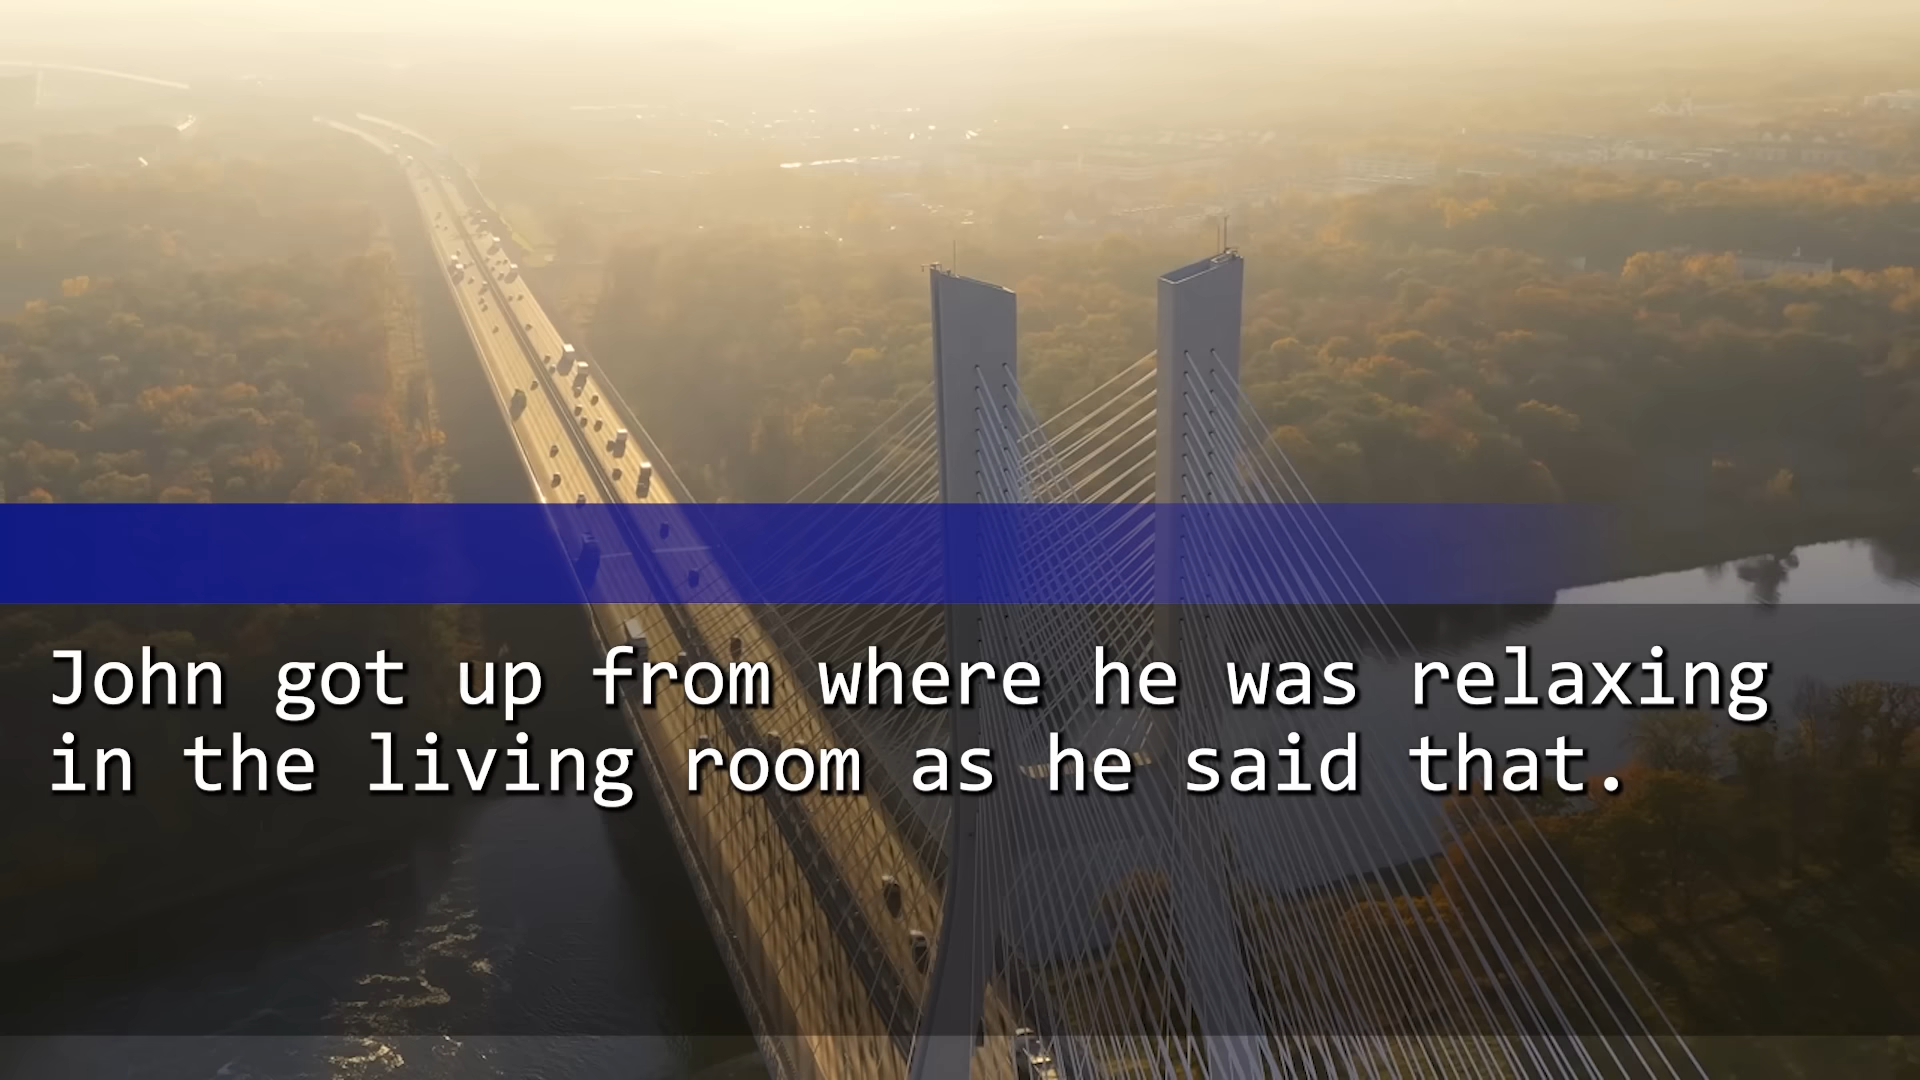 John got up from where he was relaxing
in the living room as he said that.